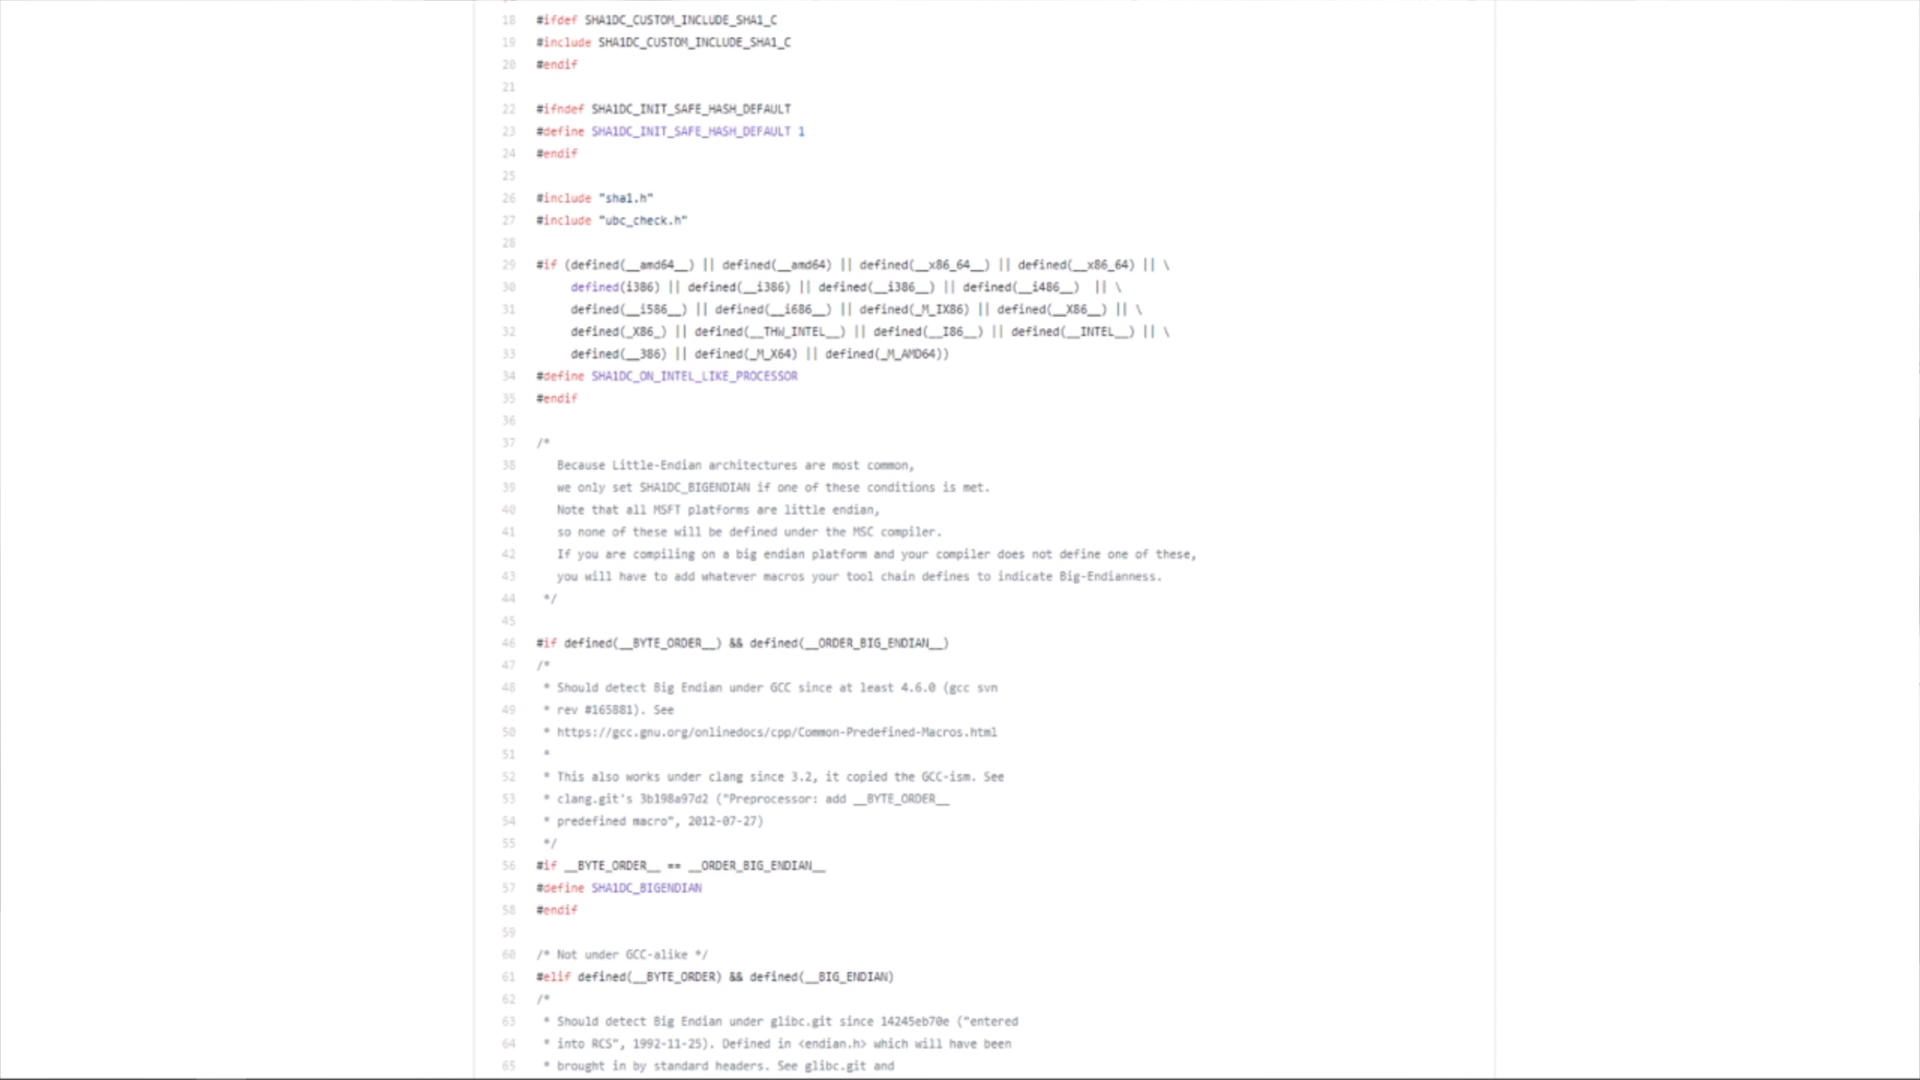 18 #ifdef SHA1DC_CUSTOM_INCLUDE_SHA1_C
19 #include SHA1DC_CUSTOM_INCLUDE_SHA1_C
20 #endif
21
22 #ifndef SHA1DC_INIT_SAFE_HASH_DEFAULT
23 #define SHA1DC_INIT_SAFE_HASH_DEFAULT 1
24 #endif
25
26 #include "sha1.h"
27 #include "ubc_check.h"
28
29 #if (defined(__amd64__) || defined(__amd64) || defined(__x86_64__) || defined(__x86_64) || \
30 defined(i386) || defined(__i386) || defined(__i386__) || defined(__i486__) || \
31 defined(__i586__) || defined(__i686__) || defined(_M_IX86) || defined(__X86__) || \
32 defined(_X86_) || defined(__THW_INTEL__) || defined(__I86__) || defined(__INTEL__) || \
33 defined(__386) || defined(_M_X64) || defined(_M_AMD64))
34 #define SHA1DC_ON_INTEL_LIKE_PROCESSOR
35 #endif
36
37 /*
38 Because Little-Endian architectures are most common,
39 we only set SHA1DC_BIGENDIAN if one of these conditions is met.
40 Note that all MSFT platforms are little endian,
41 so none of these will be defined under the MSC compiler.
42 If you are compiling on a big endian platform and your compiler does not define one of these,
43 you will have to add whatever macros your tool chain defines to indicate Big-Endianness.
44 */
45
46 #if defined(__BYTE_ORDER__) && defined(__ORDER_BIG_ENDIAN__)
47 /*
48 * Should detect Big Endian under GCC since at least 4.6.0 (gcc svn
49 * rev #165881). See
50 * https://gcc.gnu.org/onlinedocs/cpp/Common-Predefined-Macros.html
51 *
52 * This also works under clang since 3.2, it copied the GCC-ism. See
53 * clang.git's 3b198a97d2 ("Preprocessor: add __BYTE_ORDER__
54 * predefined macro", 2012-07-27)
55 */
56 #if __BYTE_ORDER__ == __ORDER_BIG_ENDIAN__
57 #define SHA1DC_BIGENDIAN
58 #endif
59
60 /* Not under GCC-alike */
61 #elif defined(__BYTE_ORDER) && defined(__BIG_ENDIAN)
62 /*
63 * Should detect Big Endian under glibc.git since 14245eb70e ("entered
64 * into RCS", 1992-11-25). Defined in <endian.h> which will have been
65 * brought in by standard headers. See glibc.git and